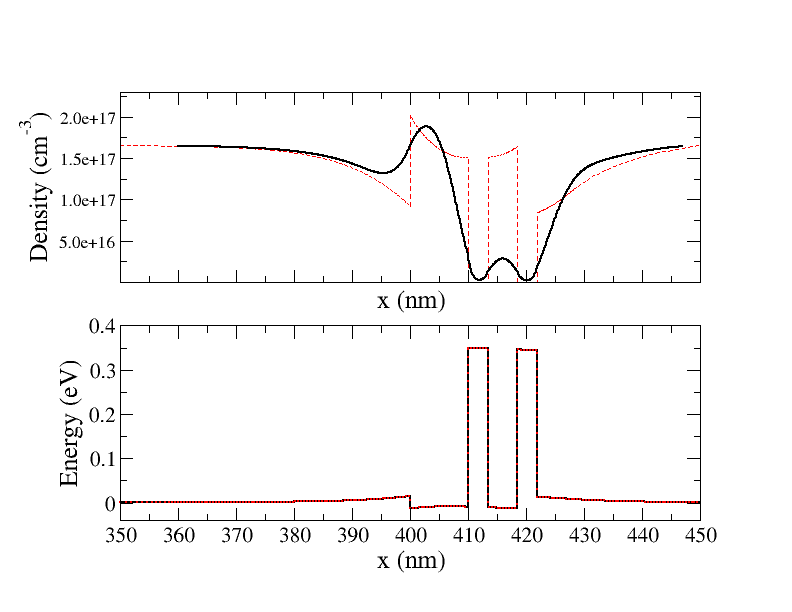 2.0e+17
1.5e+17
1.0e+17
5.0e+16
Density (cm⁻³)
x (nm)
0.4
0.3
0.2
0.1
0
Energy (eV)
350 360 370 380 390 400 410 420 430 440 450
x (nm)